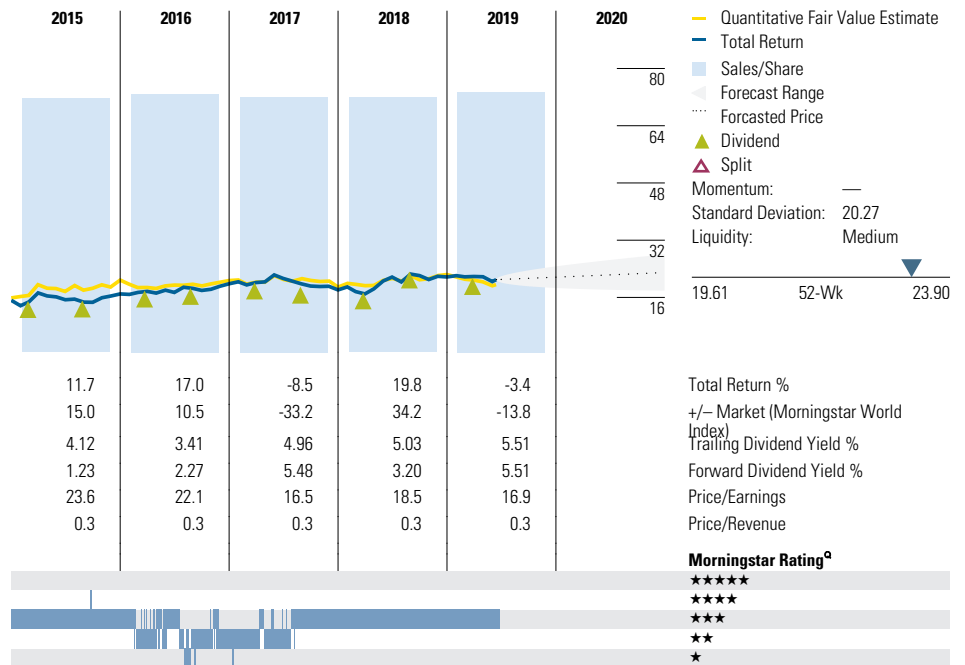 2015 2016 2017 2018 2019 2020
Quantitative Fair Value Estimate
Total Return
Sales/Share
Forecast Range
Forcasted Price
Dividend
Split
Momentum: —
Standard Deviation: 20.27
Liquidity: Medium
80
64
48
32
16
19.61 52-Wk 23.90
11.7 17.0 -8.5 19.8 -3.4 Total Return %
15.0 10.5 -33.2 34.2 -13.8 +/– Market (Morningstar World
Index)
4.12 3.41 4.96 5.03 5.51 Trailing Dividend Yield %
1.23 2.27 5.48 3.20 5.51 Forward Dividend Yield %
23.6 22.1 16.5 18.5 16.9 Price/Earnings
0.3 0.3 0.3 0.3 0.3 Price/Revenue
Morningstar RatingQ
★★★★★
★★★★
★★★
★★
★